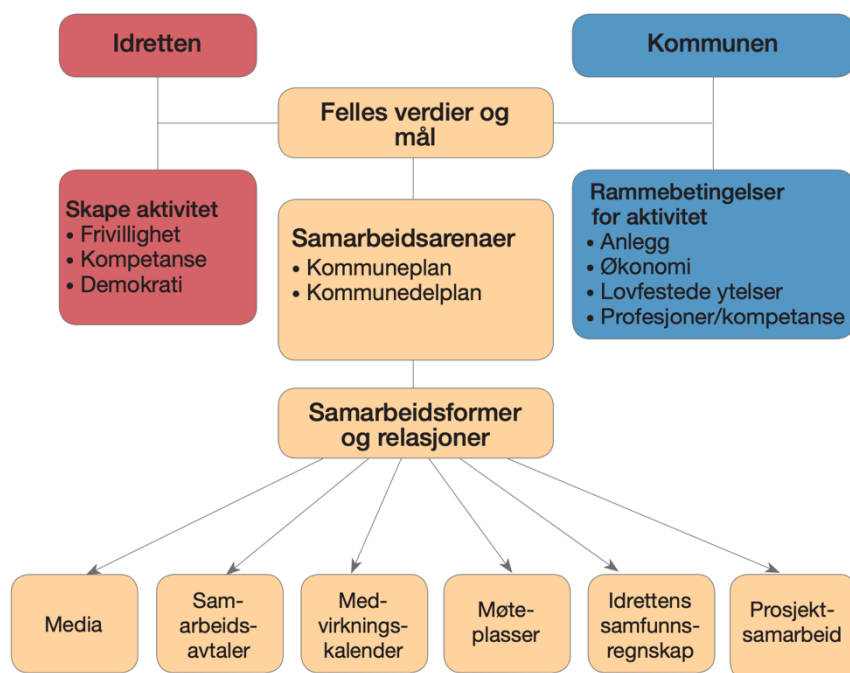 Idretten
Kommunen
Felles verdier og
mål
Skape aktivitet
• Frivillighet
• Kompetanse
• Demokrati
Samarbeidsarenaer
• Kommuneplan
• Kommunedelplan
Rammebetingelser
for aktivitet
• Anlegg
• Økonomi
• Lovfestede ytelser
• Profesjoner/kompetanse
Samarbeidsformer
og relasjoner
Media
Sam-
arbeids-
avtaler
Med-
virknings-
kalender
Møte-
plasser
Idrettens
samfunns-
regnskap
Prosjekt-
samarbeid